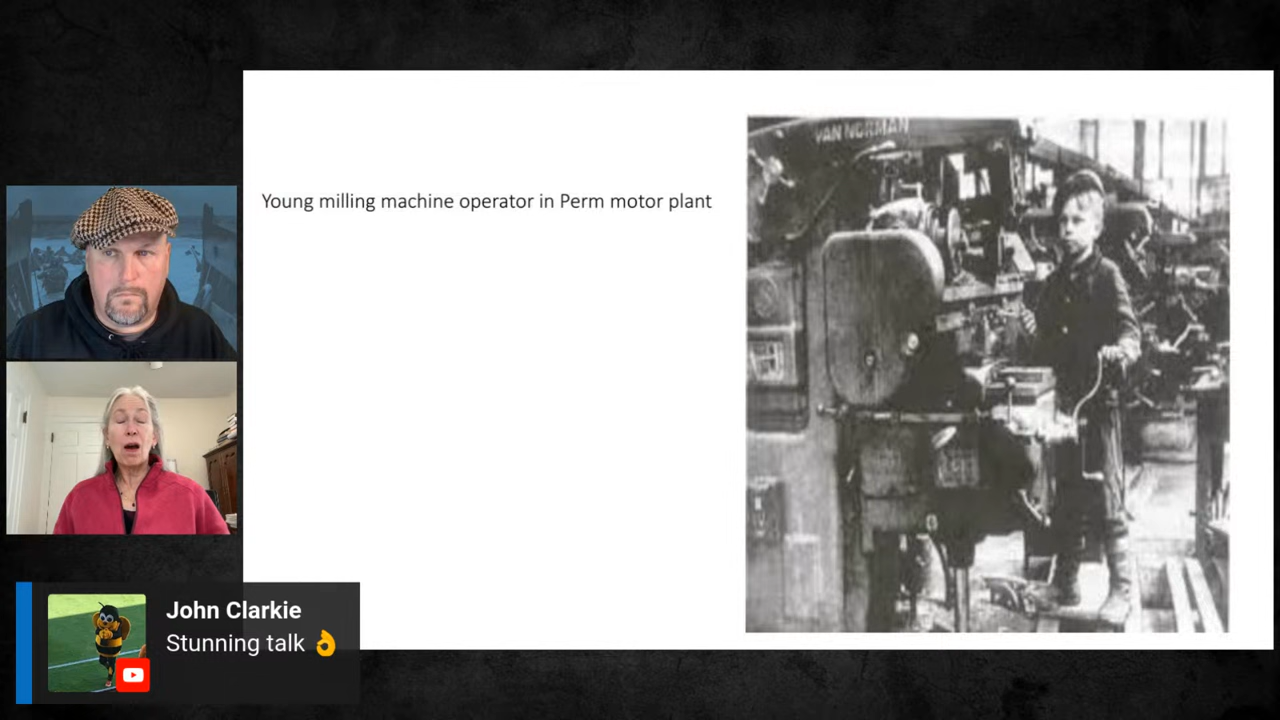 VAN NORMAN
Young milling machine operator in Perm motor plant
John Clarkie
Stunning talk 👌